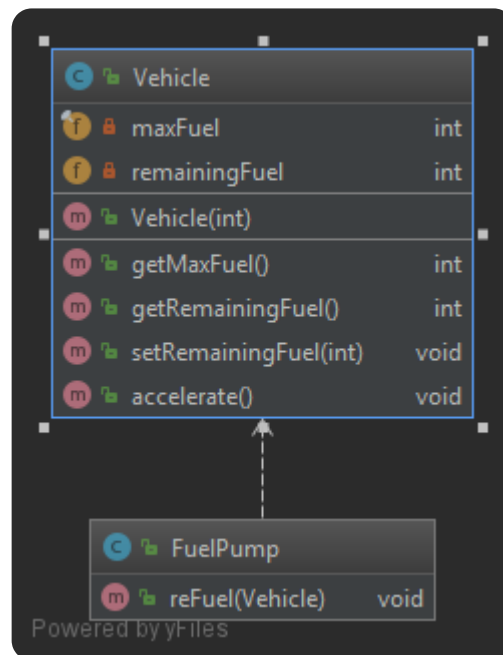 Vehicle
maxFuel int
remainingFuel int
Vehicle(int)
getMaxFuel() int
getRemainingFuel() int
setRemainingFuel(int) void
accelerate() void
FuelPump
reFuel(Vehicle) void
Powered by yFiles